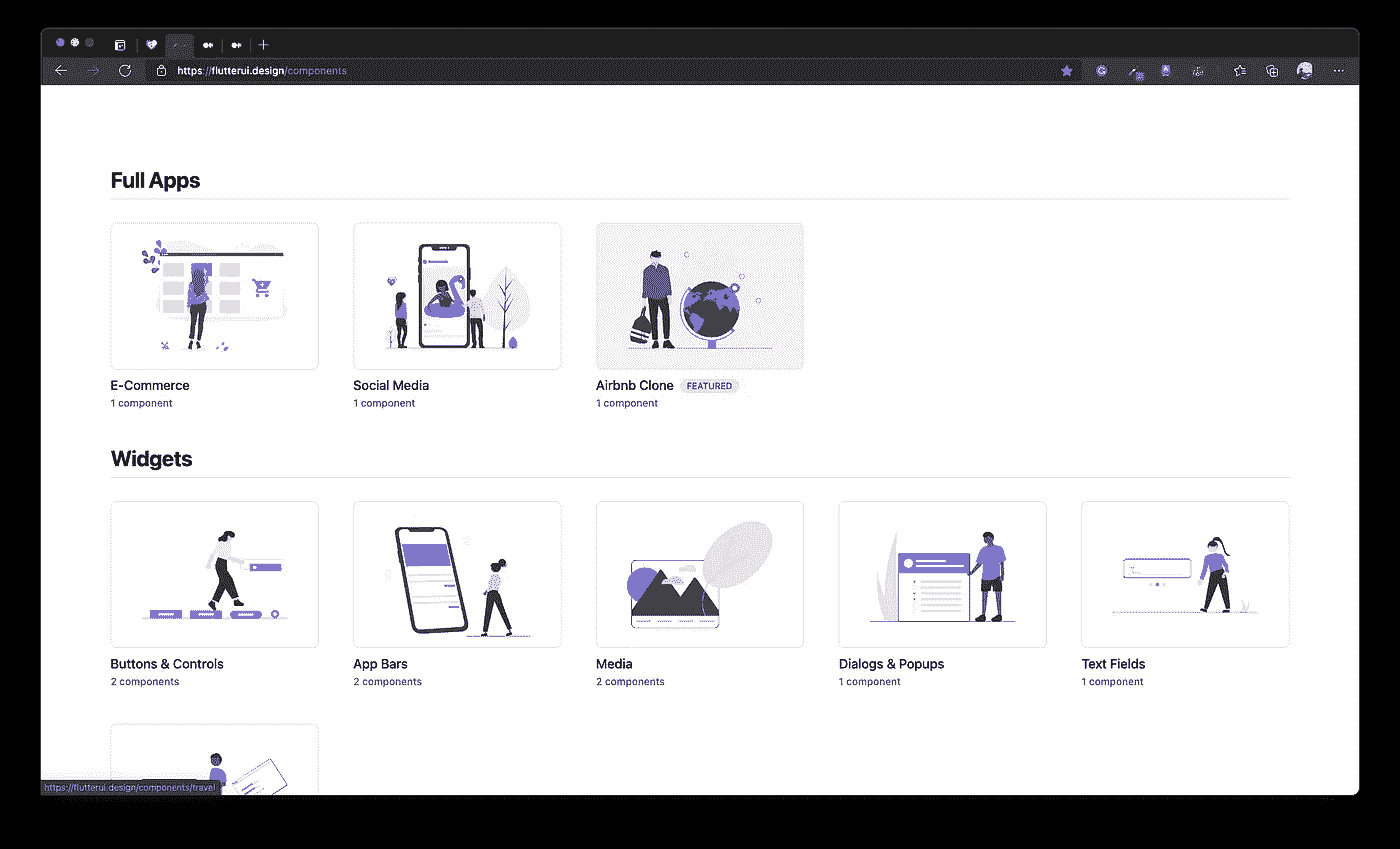 https://flutterui.design/components
Full Apps
E-Commerce
1 component
Social Media
1 component
Airbnb Clone FEATURED
1 component
Widgets
Buttons & Controls
2 components
App Bars
2 components
Media
2 components
Dialogs & Popups
1 component
Text Fields
1 component
https://flutterui.design/components/travel